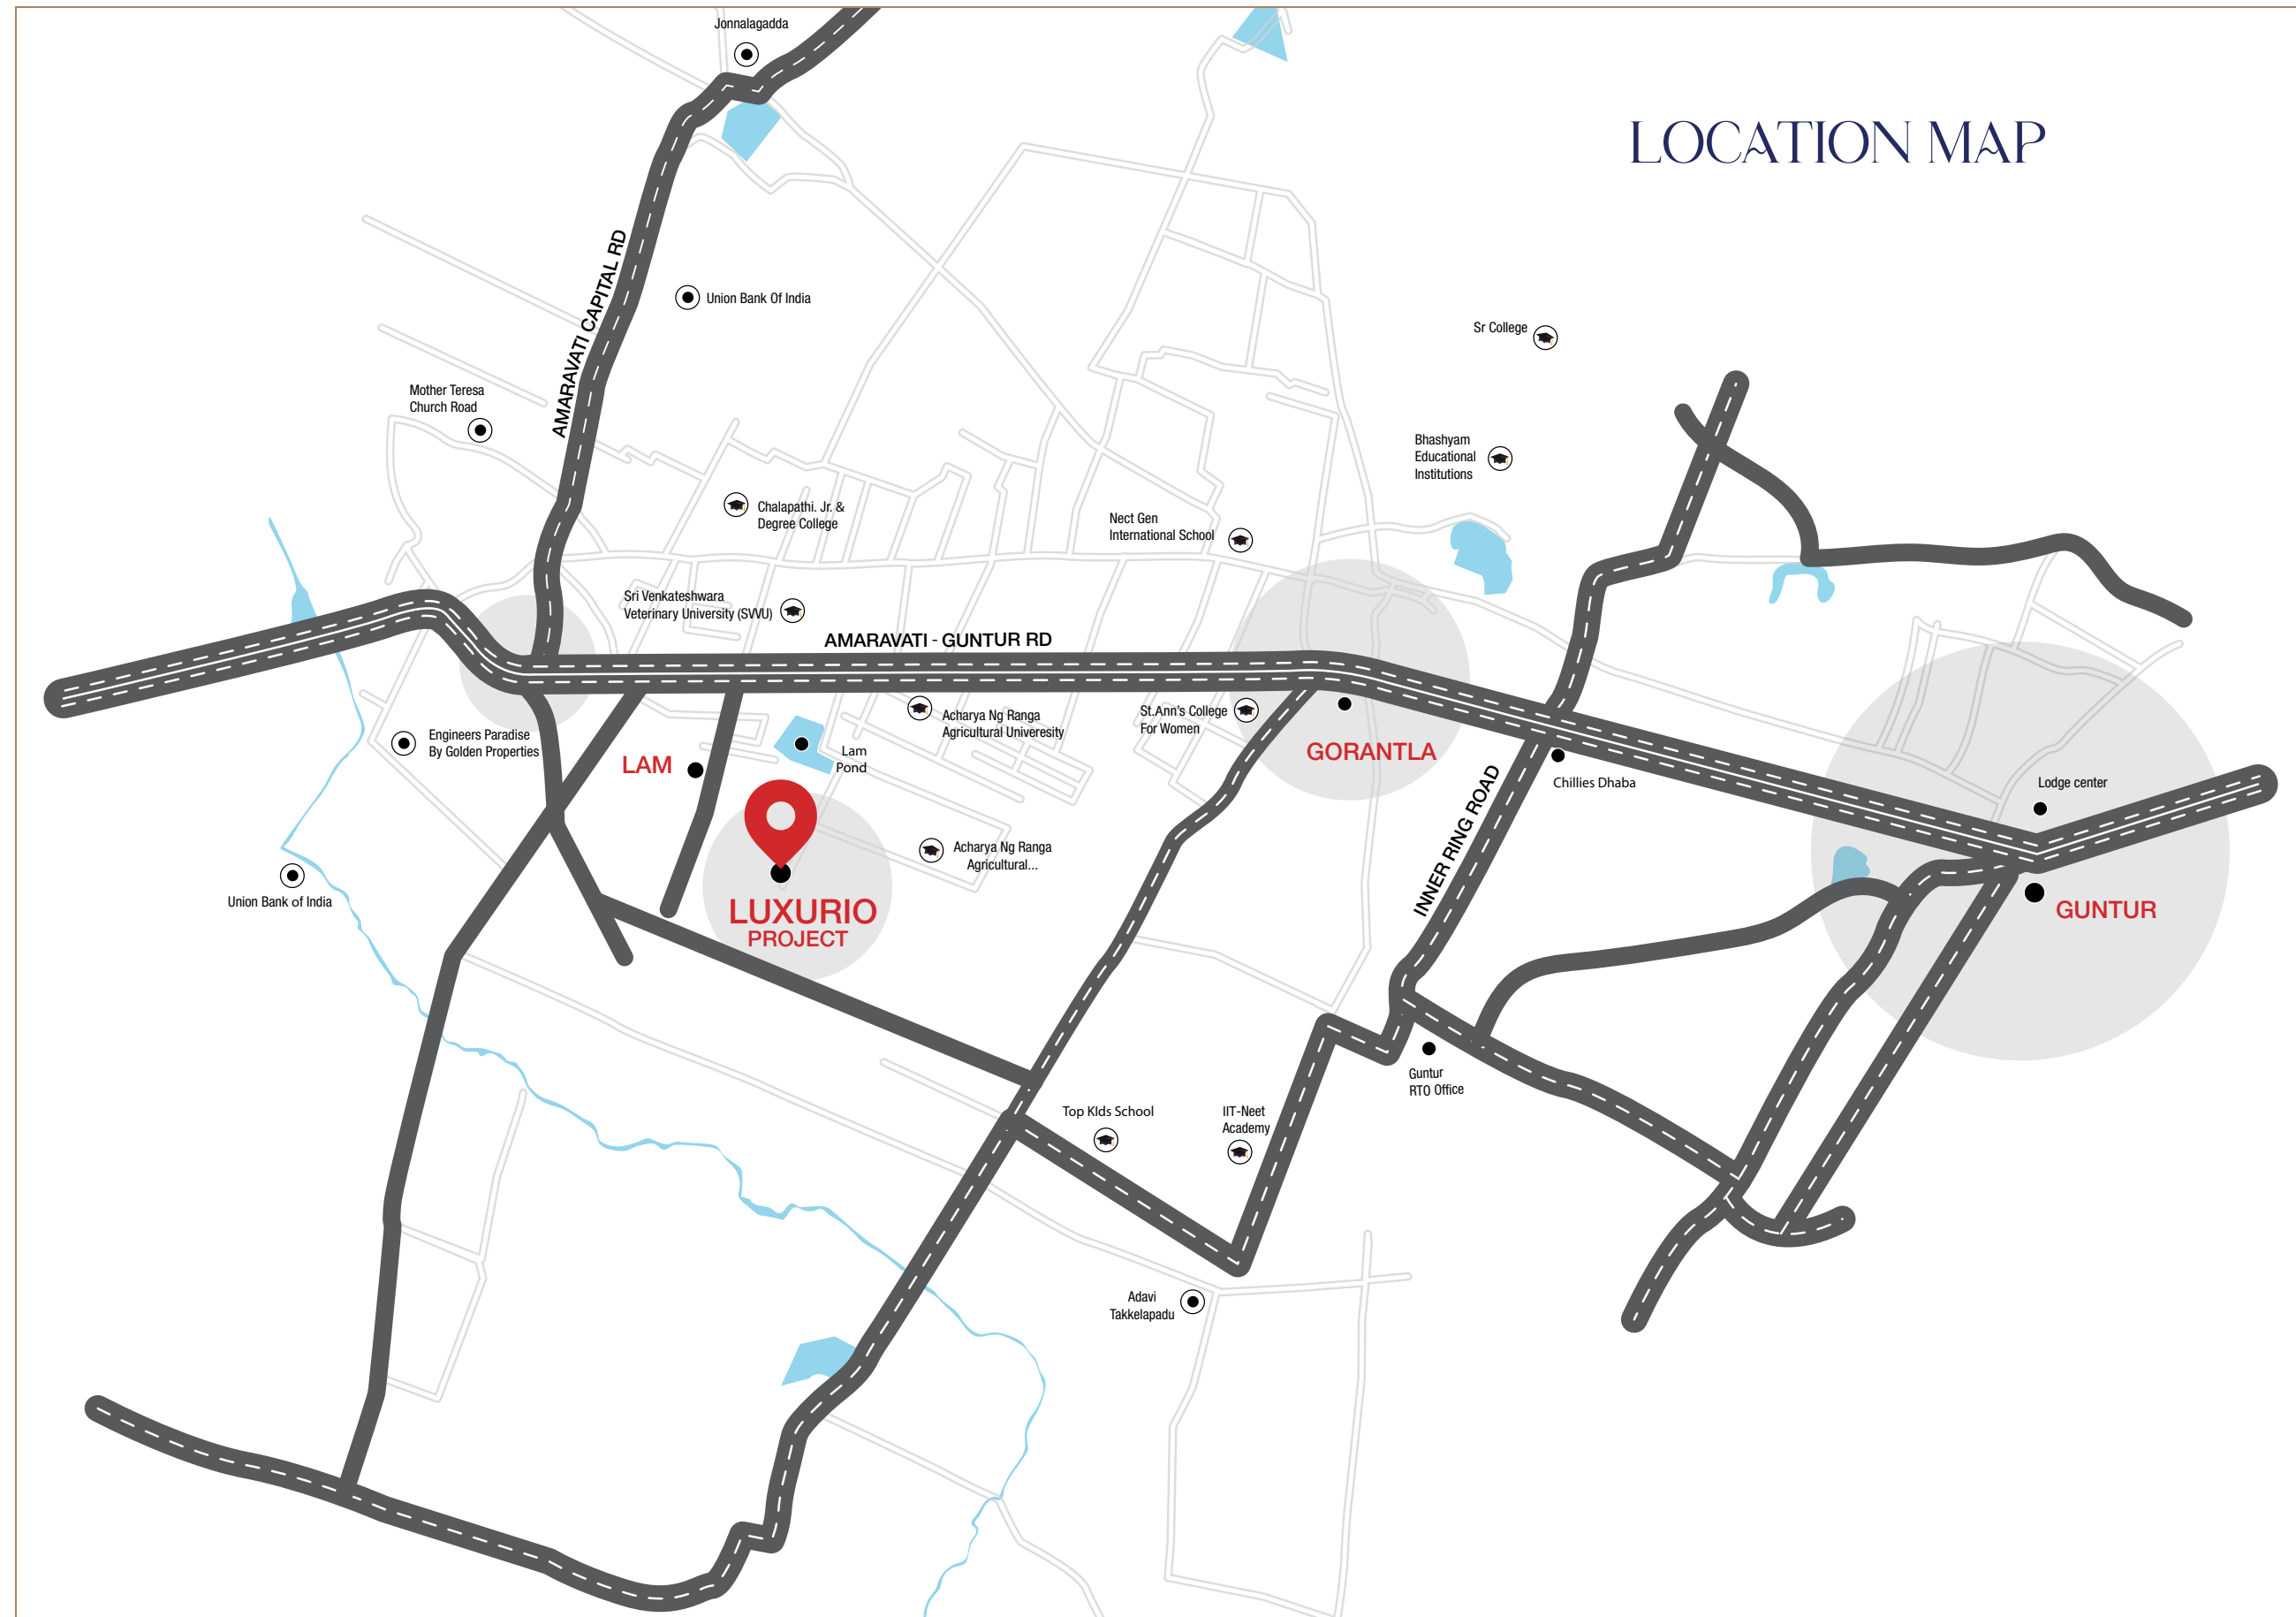 Jonnalagadda
LOCATION MAP
AMARAVATI CAPITAL RD
Union Bank Of India
Sr College
Mother Teresa
Church Road
Bhashyam
Educational
Institutions
Chalapathi. Jr. &
Degree College
Nect Gen
International School
Sri Venkateshwara
Veterinary University (SVVU)
AMARAVATI - GUNTUR RD
Acharya Ng Ranga
Agricultural Univeresity
St.Ann's College
For Women
Engineers Paradise
By Golden Properties
LAM
Lam
Pond
GORANTLA
INNER RING ROAD
Chillies Dhaba
Lodge center
Acharya Ng Ranga
Agricultural...
Union Bank of India
LUXURIO
PROJECT
GUNTUR
Guntur
RTO Office
Top KIds School
IIT-Neet
Academy
Adavi
Takkelapadu